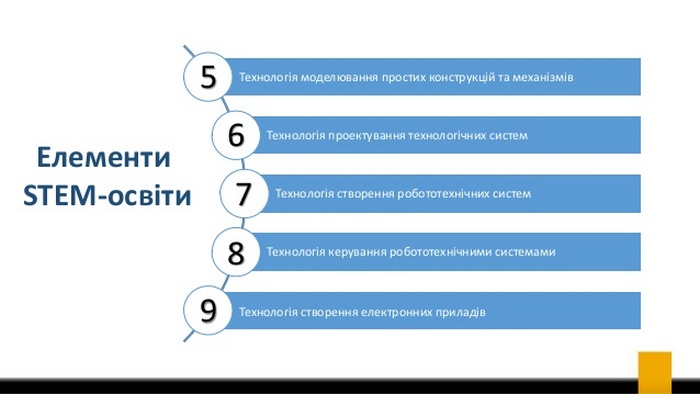 Елементи
STEM-освіти
5
Технологія моделювання простих конструкцій та механізмів
6
Технологія проектування технологічних систем
7
Технологія створення робототехнічних систем
8
Технологія керування робототехнічними системами
9
Технологія створення електронних приладів